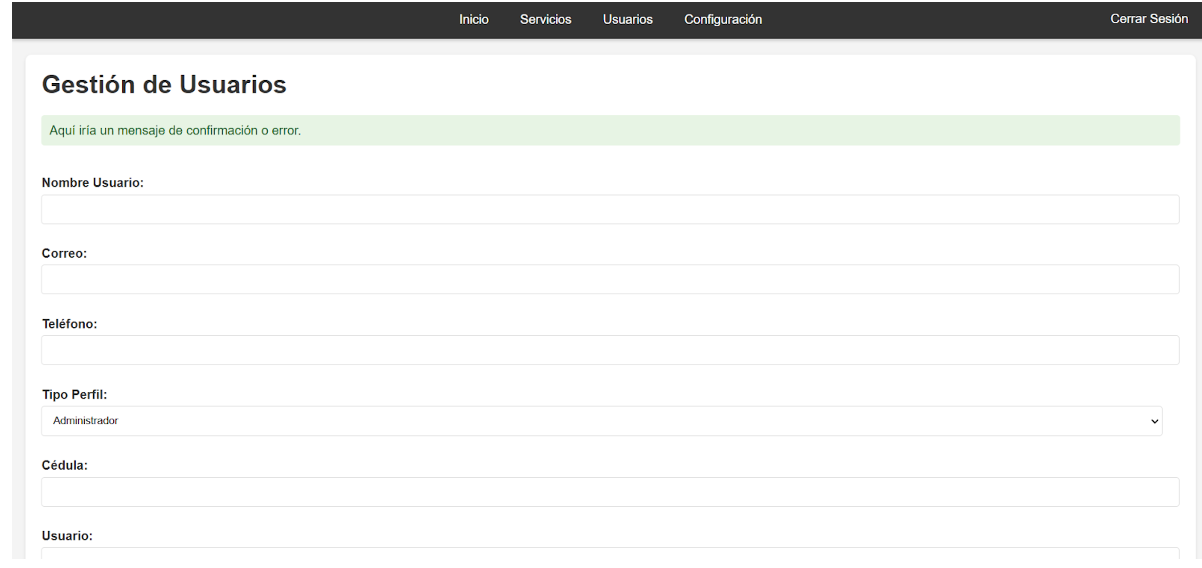 Inicio Servicios Usuarios Configuración Cerrar Sesión
Gestión de Usuarios
Aquí iría un mensaje de confirmación o error.
Nombre Usuario:
Correo:
Teléfono:
Tipo Perfil:
Administrador
Cédula:
Usuario: